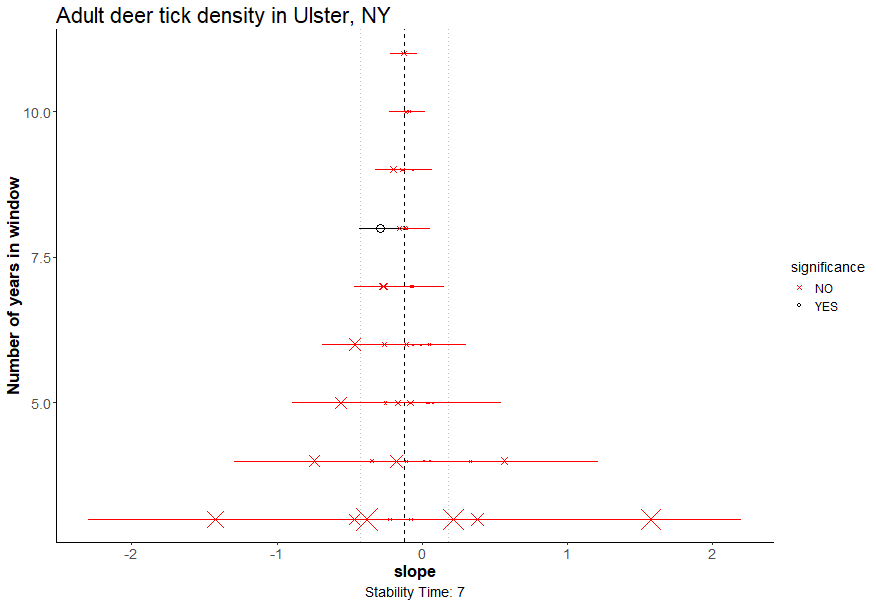 Adult deer tick density in Ulster, NY
Number of years in window
10.0
7.5
5.0
significance
NO
YES
-2
-1
0
1
2
slope
Stability Time: 7